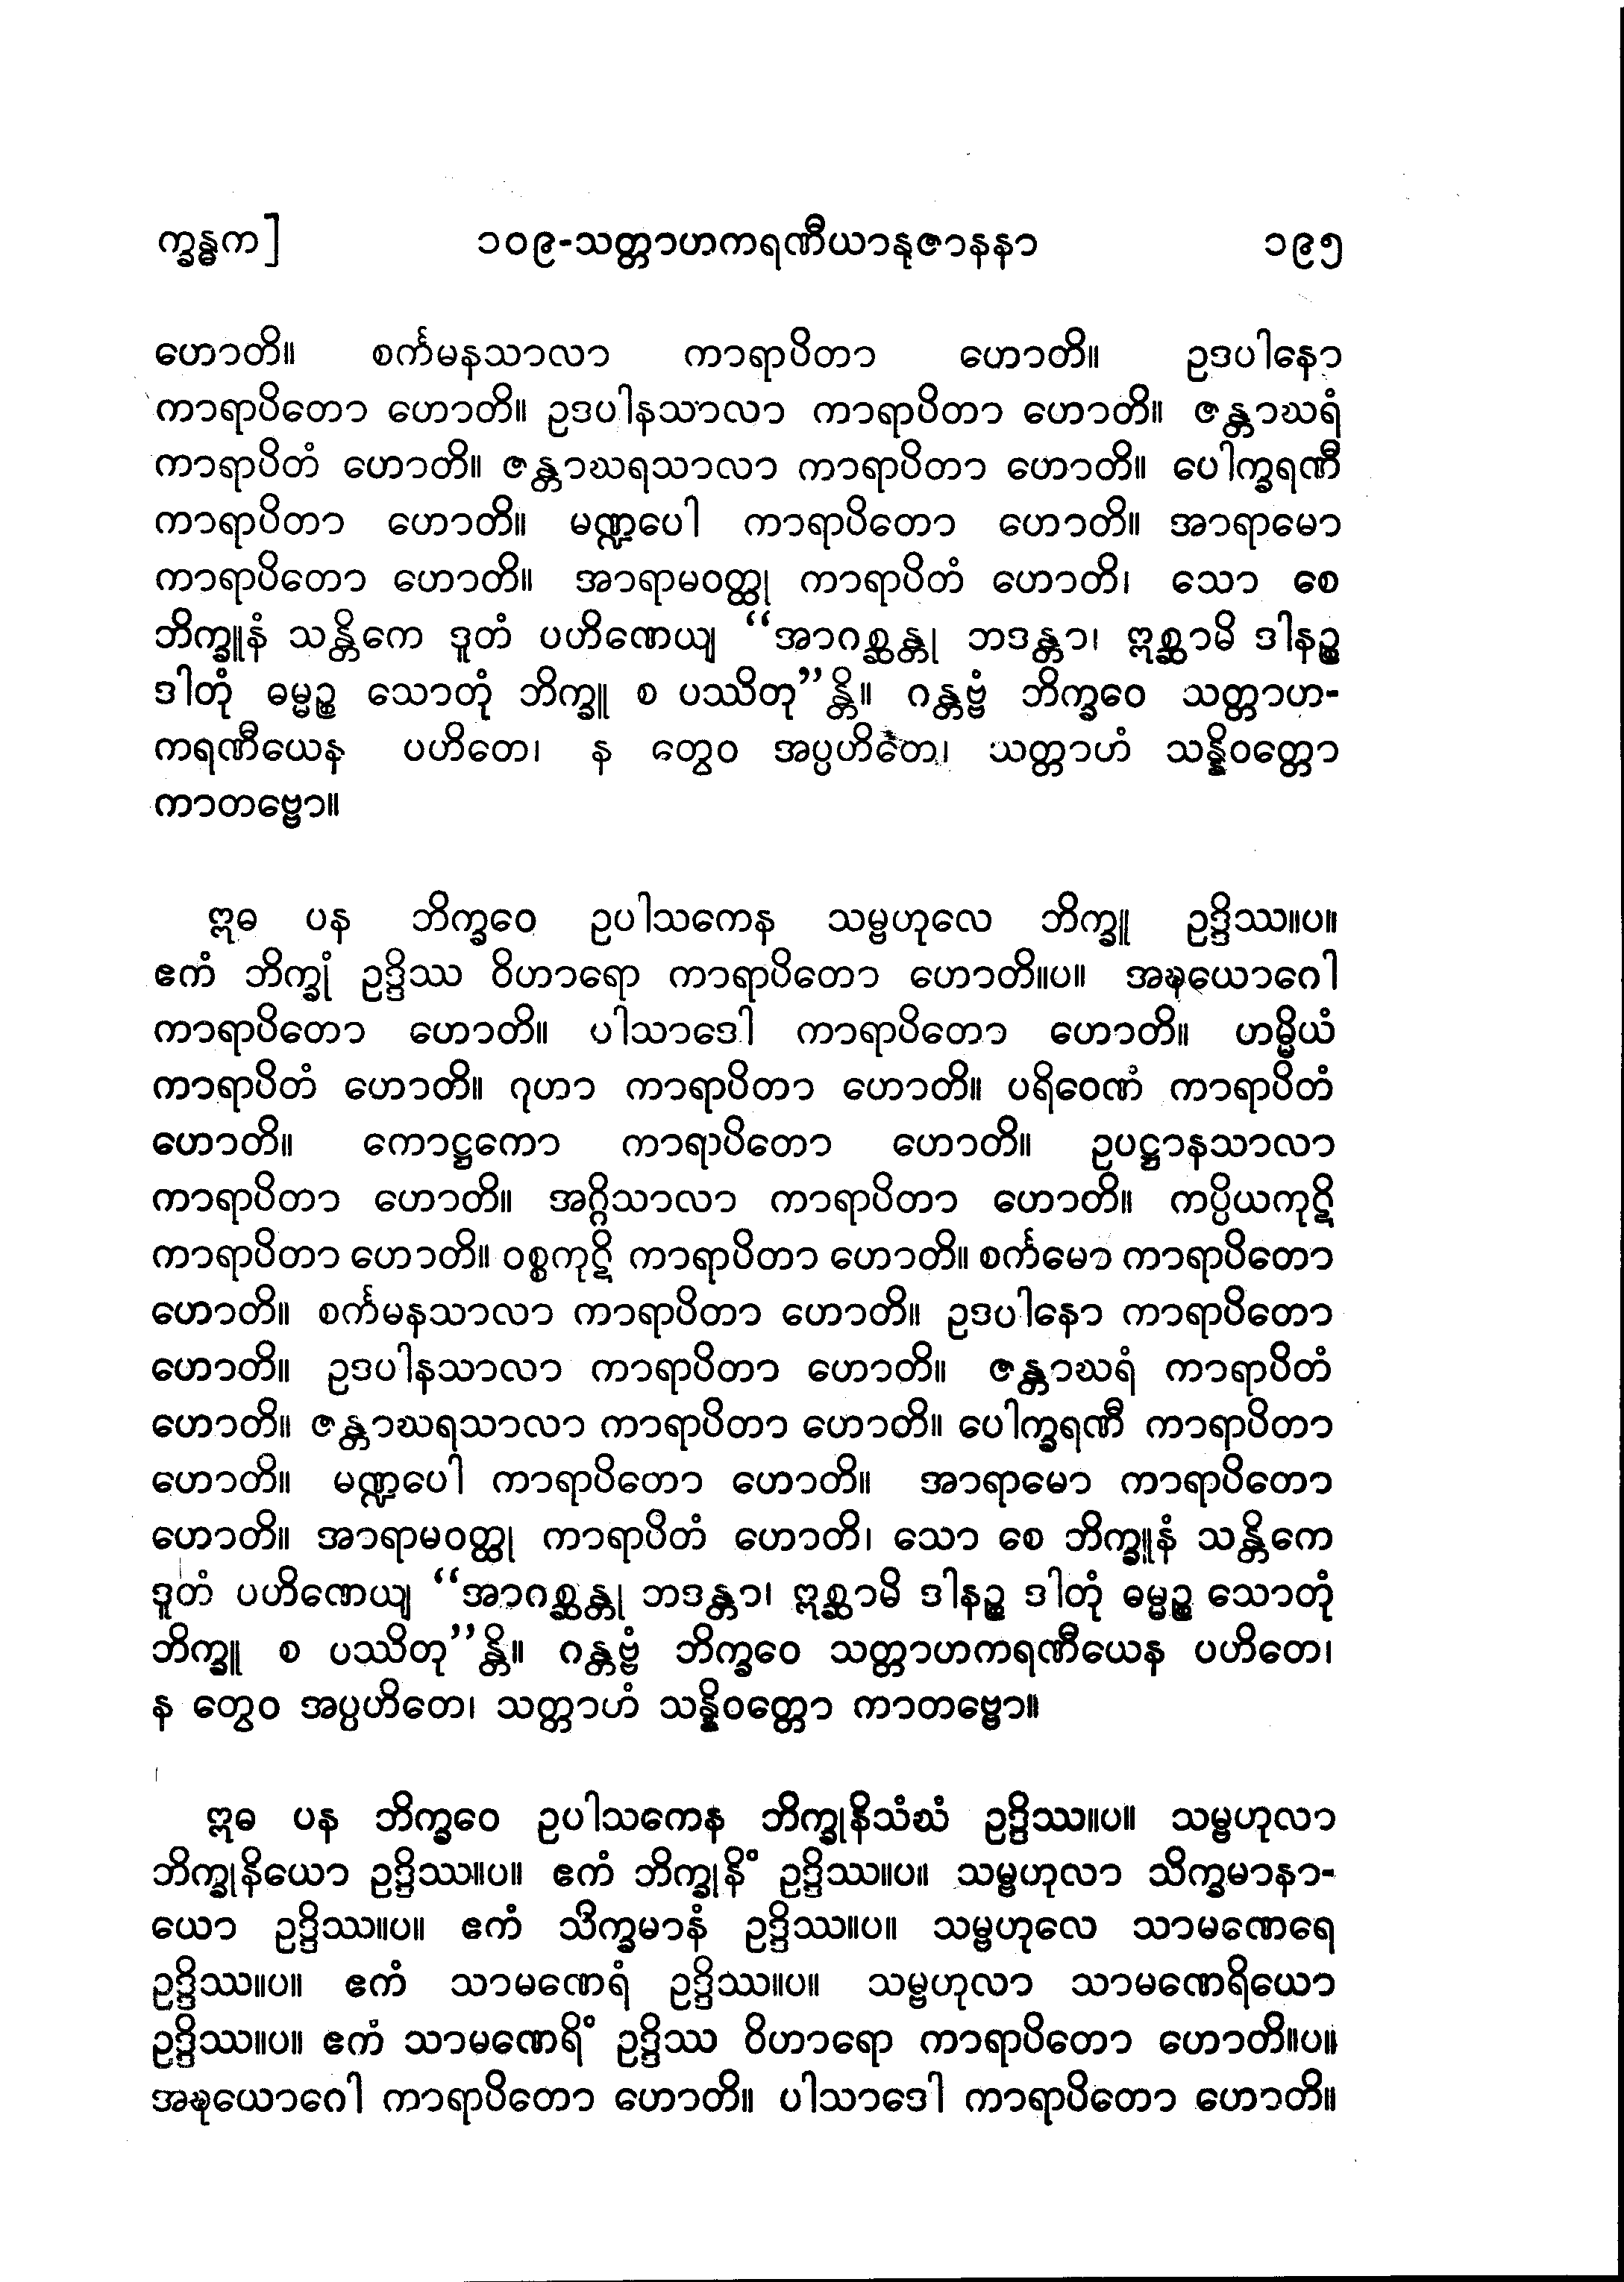 က္ခန္ဓက]	၁၀၉-သတ္တာဟကရဏီယာနုဇာနနာ	၁၉၅
ဟောတိ။ စင်္ကမနသာလာ ကာရာပိတာ ဟောတိ။ ဥဒပါနော
ကာရာပိတော ဟောတိ။ ဥဒပါနသာလာ ကာရာပိတာ ဟောတိ။ ဇန္တာဃရံ
ကာရာပိတံ ဟောတိ။ ဇန္တာဃရသာလာ ကာရာပိတာ ဟောတိ။ ပေါက္ခရဏီ
ကာရာပိတာ ဟောတိ။ မဏ္ဍပေါ ကာရာပိတော ဟောတိ။ အာရာမော
ကာရာပိတော ဟောတိ။ အာရာမဝတ္ထု ကာရာပိတံ ဟောတိ၊ သော စေ
ဘိက္ခူနံ သန္တိကေ ဒူတံ ပဟိဏေယျ “အာဂစ္ဆန္တု ဘဒန္တာ၊ ဣစ္ဆာမိ ဒါနဉ္စ
ဒါတုံ ဓမ္မဉ္စ သောတုံ ဘိက္ခူ စ ပဿိတု”န္တိ။ ဂန္တဗ္ဗံ ဘိက္ခဝေ သတ္တာဟ-
ကရဏီယေန ပဟိတေ၊ န တွေဝ အပ္ပဟိတေ၊ သတ္တာဟံ သန္နိဝတ္တော
ကာတဗ္ဗော။
ဣဓ ပန ဘိက္ခဝေ ဥပါသကေန သမ္ဗဟုလေ ဘိက္ခူ ဥဒ္ဒိဿ။ပ။
ဧကံ ဘိက္ခုံ ဥဒ္ဒိဿ ဝိဟာရော ကာရာပိတော ဟောတိ။ပ။ အဍ္ဎယောဂေါ
ကာရာပိတော ဟောတိ။ ပါသာဒေါ ကာရာပိတော ဟောတိ။ ဟမ္မိယံ
ကာရာပိတံ ဟောတိ။ ဂုဟာ ကာရာပိတာ ဟောတိ။ ပရိဝေဏံ ကာရာပိတံ
ဟောတိ။ ကောဋ္ဌကော ကာရာပိတော ဟောတိ။ ဥပဋ္ဌာနသာလာ
ကာရာပိတာ ဟောတိ။ အဂ္ဂိသာလာ ကာရာပိတာ ဟောတိ။ ကပ္ပိယကုဋိ
ကာရာပိတာ ဟောတိ။ ဝစ္စကုဋိ ကာရာပိတာ ဟောတိ။ စင်္ကမော ကာရာပိတော
ဟောတိ။ စင်္ကမနသာလာ ကာရာပိတာ ဟောတိ။ ဥဒပါနော ကာရာပိတော
ဟောတိ။ ဥဒပါနသာလာ ကာရာပိတာ ဟောတိ။ ဇန္တာဃရံ ကာရာပိတံ
ဟောတိ။ ဇန္တာဃရသာလာ ကာရာပိတာ ဟောတိ။ ပေါက္ခရဏီ ကာရာပိတာ
ဟောတိ။ မဏ္ဍပေါ ကာရာပိတော ဟောတိ။ အာရာမော ကာရာပိတော
ဟောတိ။ အာရာမဝတ္ထု ကာရာပိတံ ဟောတိ၊ သော စေ ဘိက္ခူနံ သန္တိကေ
ဒူတံ ပဟိဏေယျ “အာဂစ္ဆန္တု ဘဒန္တာ၊ ဣစ္ဆာမိ ဒါနဉ္စ ဒါတုံ ဓမ္မဉ္စ သောတုံ
ဘိက္ခူ စ ပဿိတု”န္တိ။ ဂန္တဗ္ဗံ ဘိက္ခဝေ သတ္တာဟကရဏီယေန ပဟိတေ၊
န တွေဝ အပ္ပဟိတေ၊ သတ္တာဟံ သန္နိဝတ္တော ကာတဗ္ဗော။
ဣဓ ပန ဘိက္ခဝေ ဥပါသကေန ဘိက္ခုနိသံဃံ ဥဒ္ဒိဿ။ပ။ သမ္ဗဟုလာ
ဘိက္ခုနိယော ဥဒ္ဒိဿ။ပ။ ဧကံ ဘိက္ခုနိံ ဥဒ္ဒိဿ။ပ။ သမ္ဗဟုလာ သိက္ခမာနာ-
ယော ဥဒ္ဒိဿ။ပ။ ဧကံ သိက္ခမာနံ ဥဒ္ဒိဿ။ပ။ သမ္ဗဟုလေ သာမဏေရေ
ဥဒ္ဒိဿ။ပ။ ဧကံ သာမဏေရံ ဥဒ္ဒိဿ။ပ။ သမ္ဗဟုလာ သာမဏေရိယော
ဥဒ္ဒိဿ။ပ။ ဧကံ သာမဏေရိံ ဥဒ္ဒိဿ ဝိဟာရော ကာရာပိတော ဟောတိ။ပ။
အဍ္ဎယောဂေါ ကာရာပိတော ဟောတိ။ ပါသာဒေါ ကာရာပိတော ဟောတိ။